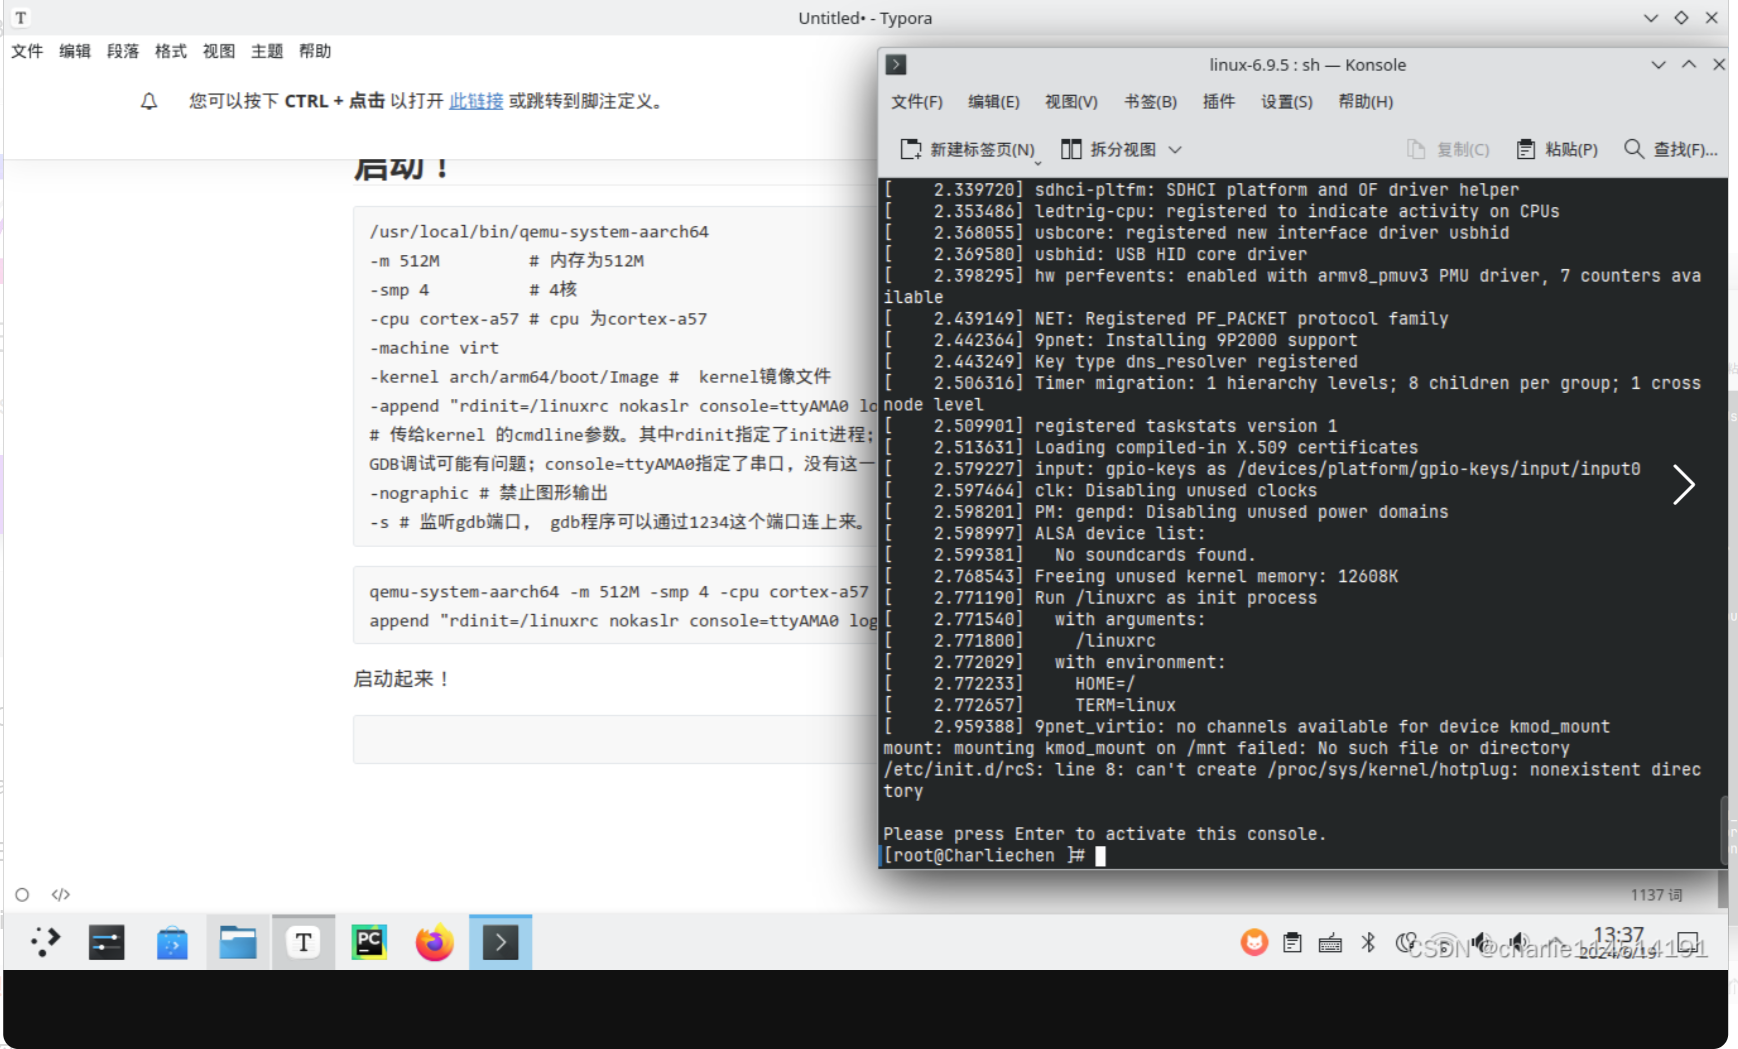 T
Untitled• - Typora
文件 编辑 段落 格式 视图 主题 帮助
您可以按下 CTRL + 点击 以打开 此链接 或跳转到脚注定义。
启动！
/usr/local/bin/qemu-system-aarch64
-m 512M # 内存为512M
-smp 4 # 4核
-cpu cortex-a57 # cpu 为cortex-a57
-machine virt
-kernel arch/arm64/boot/Image # kernel镜像文件
-append "rdinit=/linuxrc nokaslr console=ttyAMA0 lo
# 传给kernel 的cmdline参数。其中rdinit指定了init进程；
GDB调试可能有问题；console=ttyAMA0指定了串口，没有这一
-nographic # 禁止图形输出
-s # 监听gdb端口， gdb程序可以通过1234这个端口连上来。
qemu-system-aarch64 -m 512M -smp 4 -cpu cortex-a57
append "rdinit=/linuxrc nokaslr console=ttyAMA0 log
启动起来！
linux-6.9.5 : sh — Konsole
文件(F) 编辑(E) 视图(V) 书签(B) 插件 设置(S) 帮助(H)
新建标签页(N) 拆分视图 复制(C) 粘贴(P) 查找(F)...
[    2.339720] sdhci-pltfm: SDHCI platform and OF driver helper
[    2.353486] ledtrig-cpu: registered to indicate activity on CPUs
[    2.368055] usbcore: registered new interface driver usbhid
[    2.369580] usbhid: USB HID core driver
[    2.398295] hw perfevents: enabled with armv8_pmuv3 PMU driver, 7 counters ava
ilable
[    2.439149] NET: Registered PF_PACKET protocol family
[    2.442364] 9pnet: Installing 9P2000 support
[    2.443249] Key type dns_resolver registered
[    2.506316] Timer migration: 1 hierarchy levels; 8 children per group; 1 cross
node level
[    2.509901] registered taskstats version 1
[    2.513631] Loading compiled-in X.509 certificates
[    2.579227] input: gpio-keys as /devices/platform/gpio-keys/input/input0
[    2.597464] clk: Disabling unused clocks
[    2.598201] PM: genpd: Disabling unused power domains
[    2.598997] ALSA device list:
[    2.599381]   No soundcards found.
[    2.768543] Freeing unused kernel memory: 12608K
[    2.771190] Run /linuxrc as init process
[    2.771540]   with arguments:
[    2.771800]     /linuxrc
[    2.772029]   with environment:
[    2.772233]     HOME=/
[    2.772657]     TERM=linux
[    2.959388] 9pnet_virtio: no channels available for device kmod_mount
mount: mounting kmod_mount on /mnt failed: No such file or directory
/etc/init.d/rcS: line 8: can't create /proc/sys/kernel/hotplug: nonexistent direc
tory
Please press Enter to activate this console.
[root@Charliechen ]#
1137 词
T
PC
13:37
2024/6/19
CSDN @charlie114514191